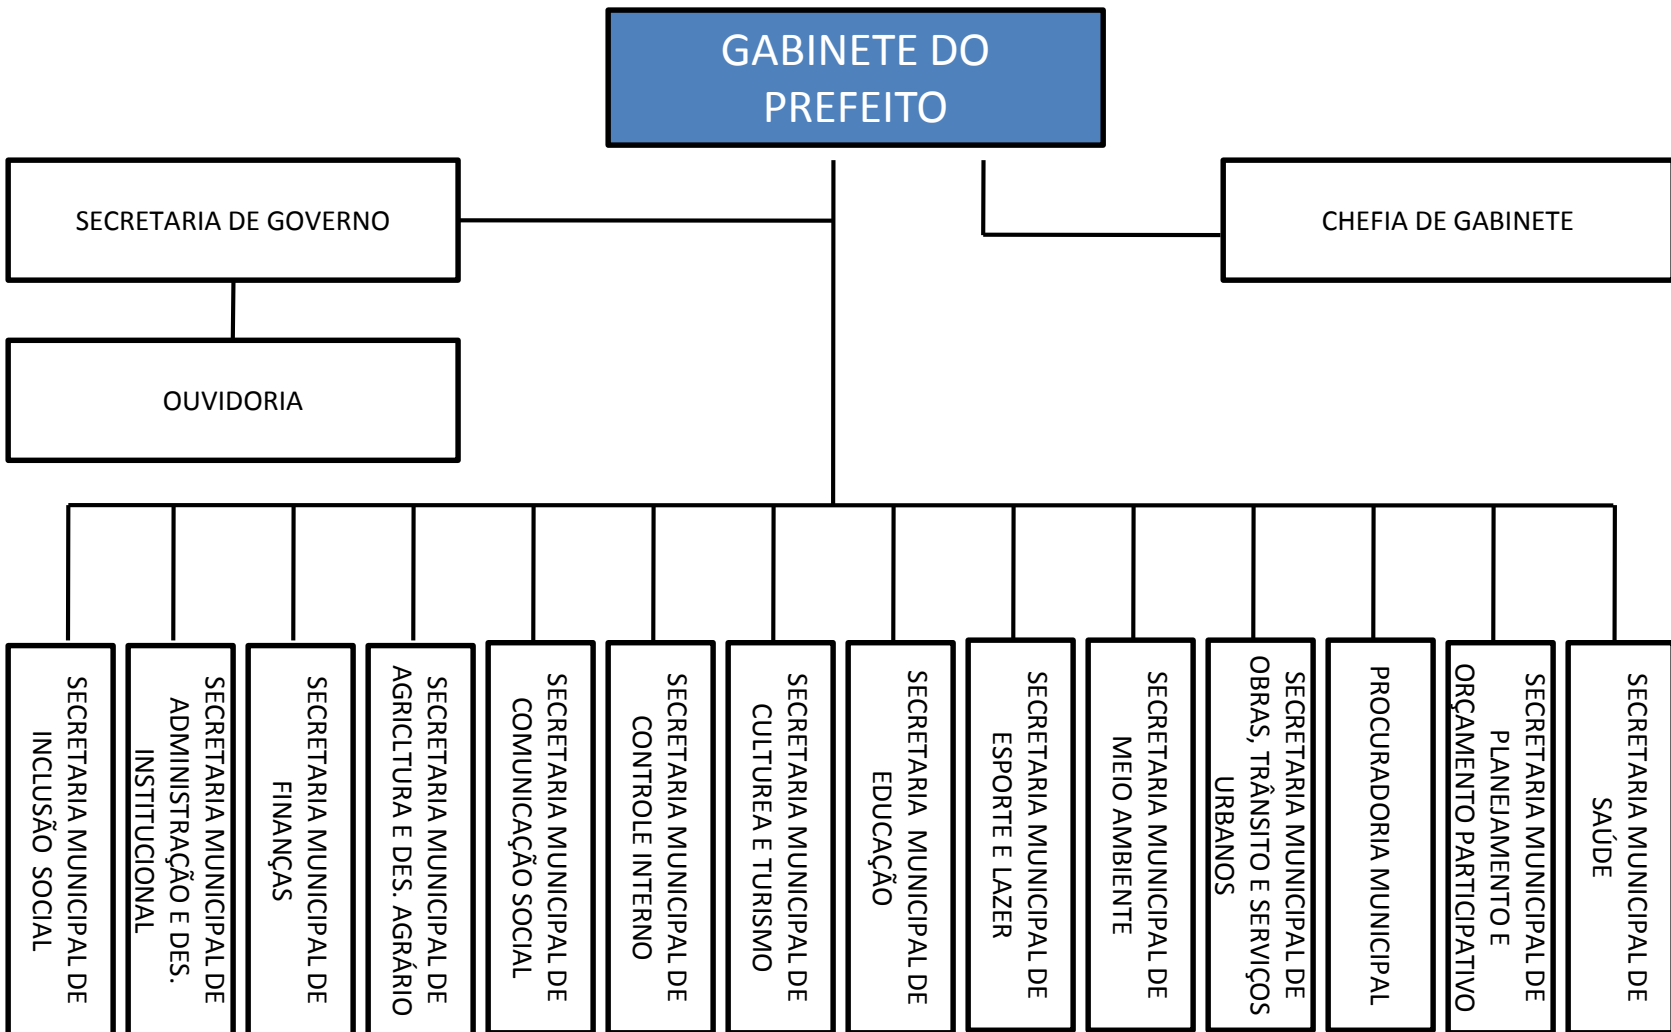 GABINETE DO
PREFEITO
SECRETARIA DE GOVERNO
CHEFIA DE GABINETE
OUVIDORIA
SECRETARIA MUNICIPAL DE
INCLUSÃO SOCIAL
SECRETARIA MUNICIPAL DE
ADMINISTRAÇÃO E DES.
INSTITUCIONAL
SECRETARIA MUNICIPAL DE
FINANÇAS
SECRETARIA MUNICIPAL DE
AGRICLTURA E DES. AGRÁRIO
SECRETARIA MUNICIPAL DE
COMUNICAÇÃO SOCIAL
SECRETARIA MUNICIPAL DE
CONTROLE INTERNO
SECRETARIA MUNICIPAL DE
CULTUREA E TURISMO
SECRETARIA MUNICIPAL DE
EDUCAÇÃO
SECRETARIA MUNICIPAL DE
ESPORTE E LAZER
SECRETARIA MUNICIPAL DE
MEIO AMBIENTE
SECRETARIA MUNICIPAL DE
OBRAS, TRÂNSITO E SERVIÇOS
URBANOS
PROCURADORIA MUNICIPAL
SECRETARIA MUNICIPAL DE
PLANEJAMENTO E
ORÇAMENTO PARTICIPATIVO
SECRETARIA MUNICIPAL DE
SAÚDE